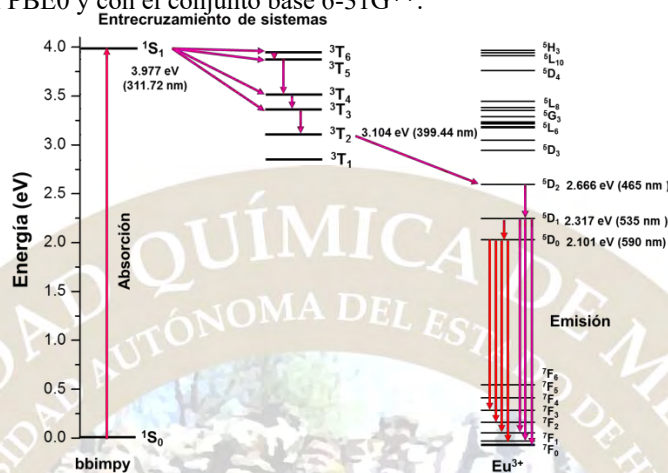 PBE0 y con el conjunto base 6-31G**.
Entrecruzamiento de sistemas
Energía (eV)
4.0
3.5
3.0
2.5
2.0
1.5
1.0
0.5
0.0
Absorción
¹S₁
3.977 eV
(311.72 nm)
¹S₀
bbimpy
³T₆
³T₅
³T₄
³T₃
³T₂ 3.104 eV (399.44 nm)
³T₁
⁵H₃
⁵L₁₀
⁵D₄
⁵L₈
⁵G₃
⁵L₆
⁵D₃
⁵D₂ 2.666 eV (465 nm )
⁵D₁ 2.317 eV (535 nm )
⁵D₀ 2.101 eV (590 nm)
Emisión
⁷F₆
⁷F₅
⁷F₄
⁷F₃
⁷F₂
⁷F₁
⁷F₀
Eu³⁺
AD QUÍMICA DE M
DAD AUTÓNOMA DEL ESTADO DE H